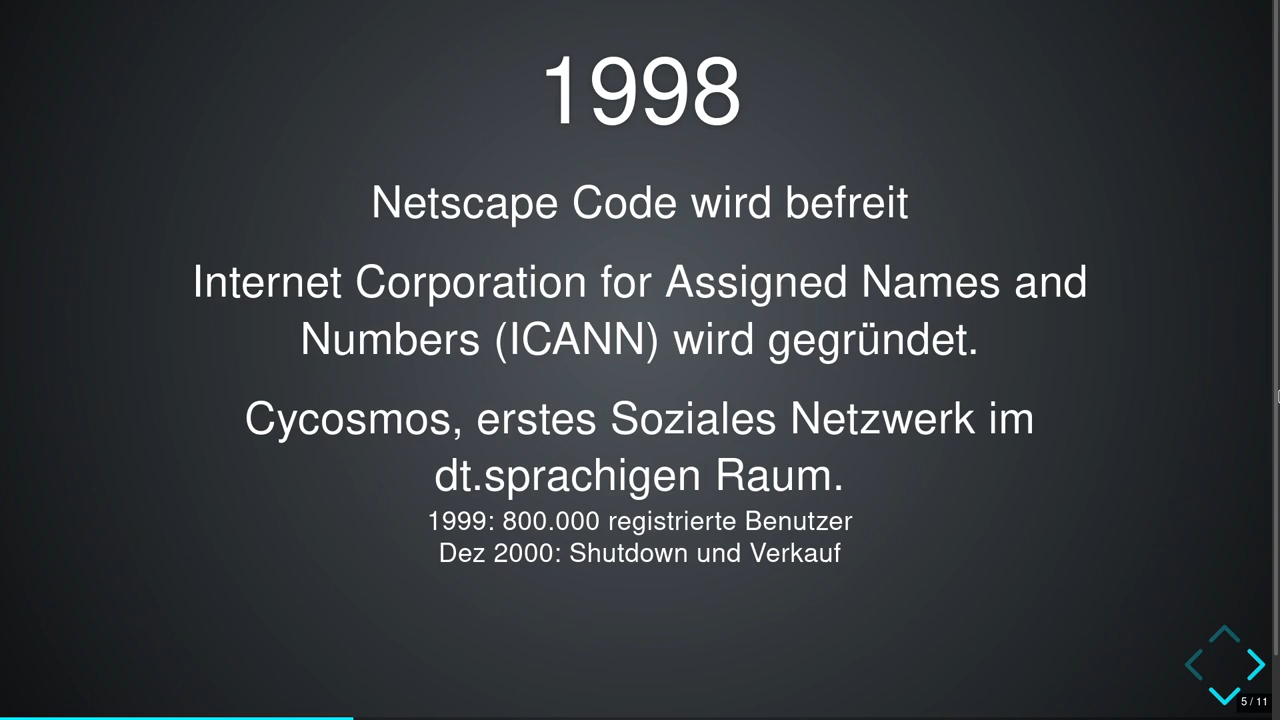 1998
Netscape Code wird befreit
Internet Corporation for Assigned Names and
Numbers (ICANN) wird gegründet.
Cycosmos, erstes Soziales Netzwerk im
dt.sprachigen Raum.
1999: 800.000 registrierte Benutzer
Dez 2000: Shutdown und Verkauf
5 / 11